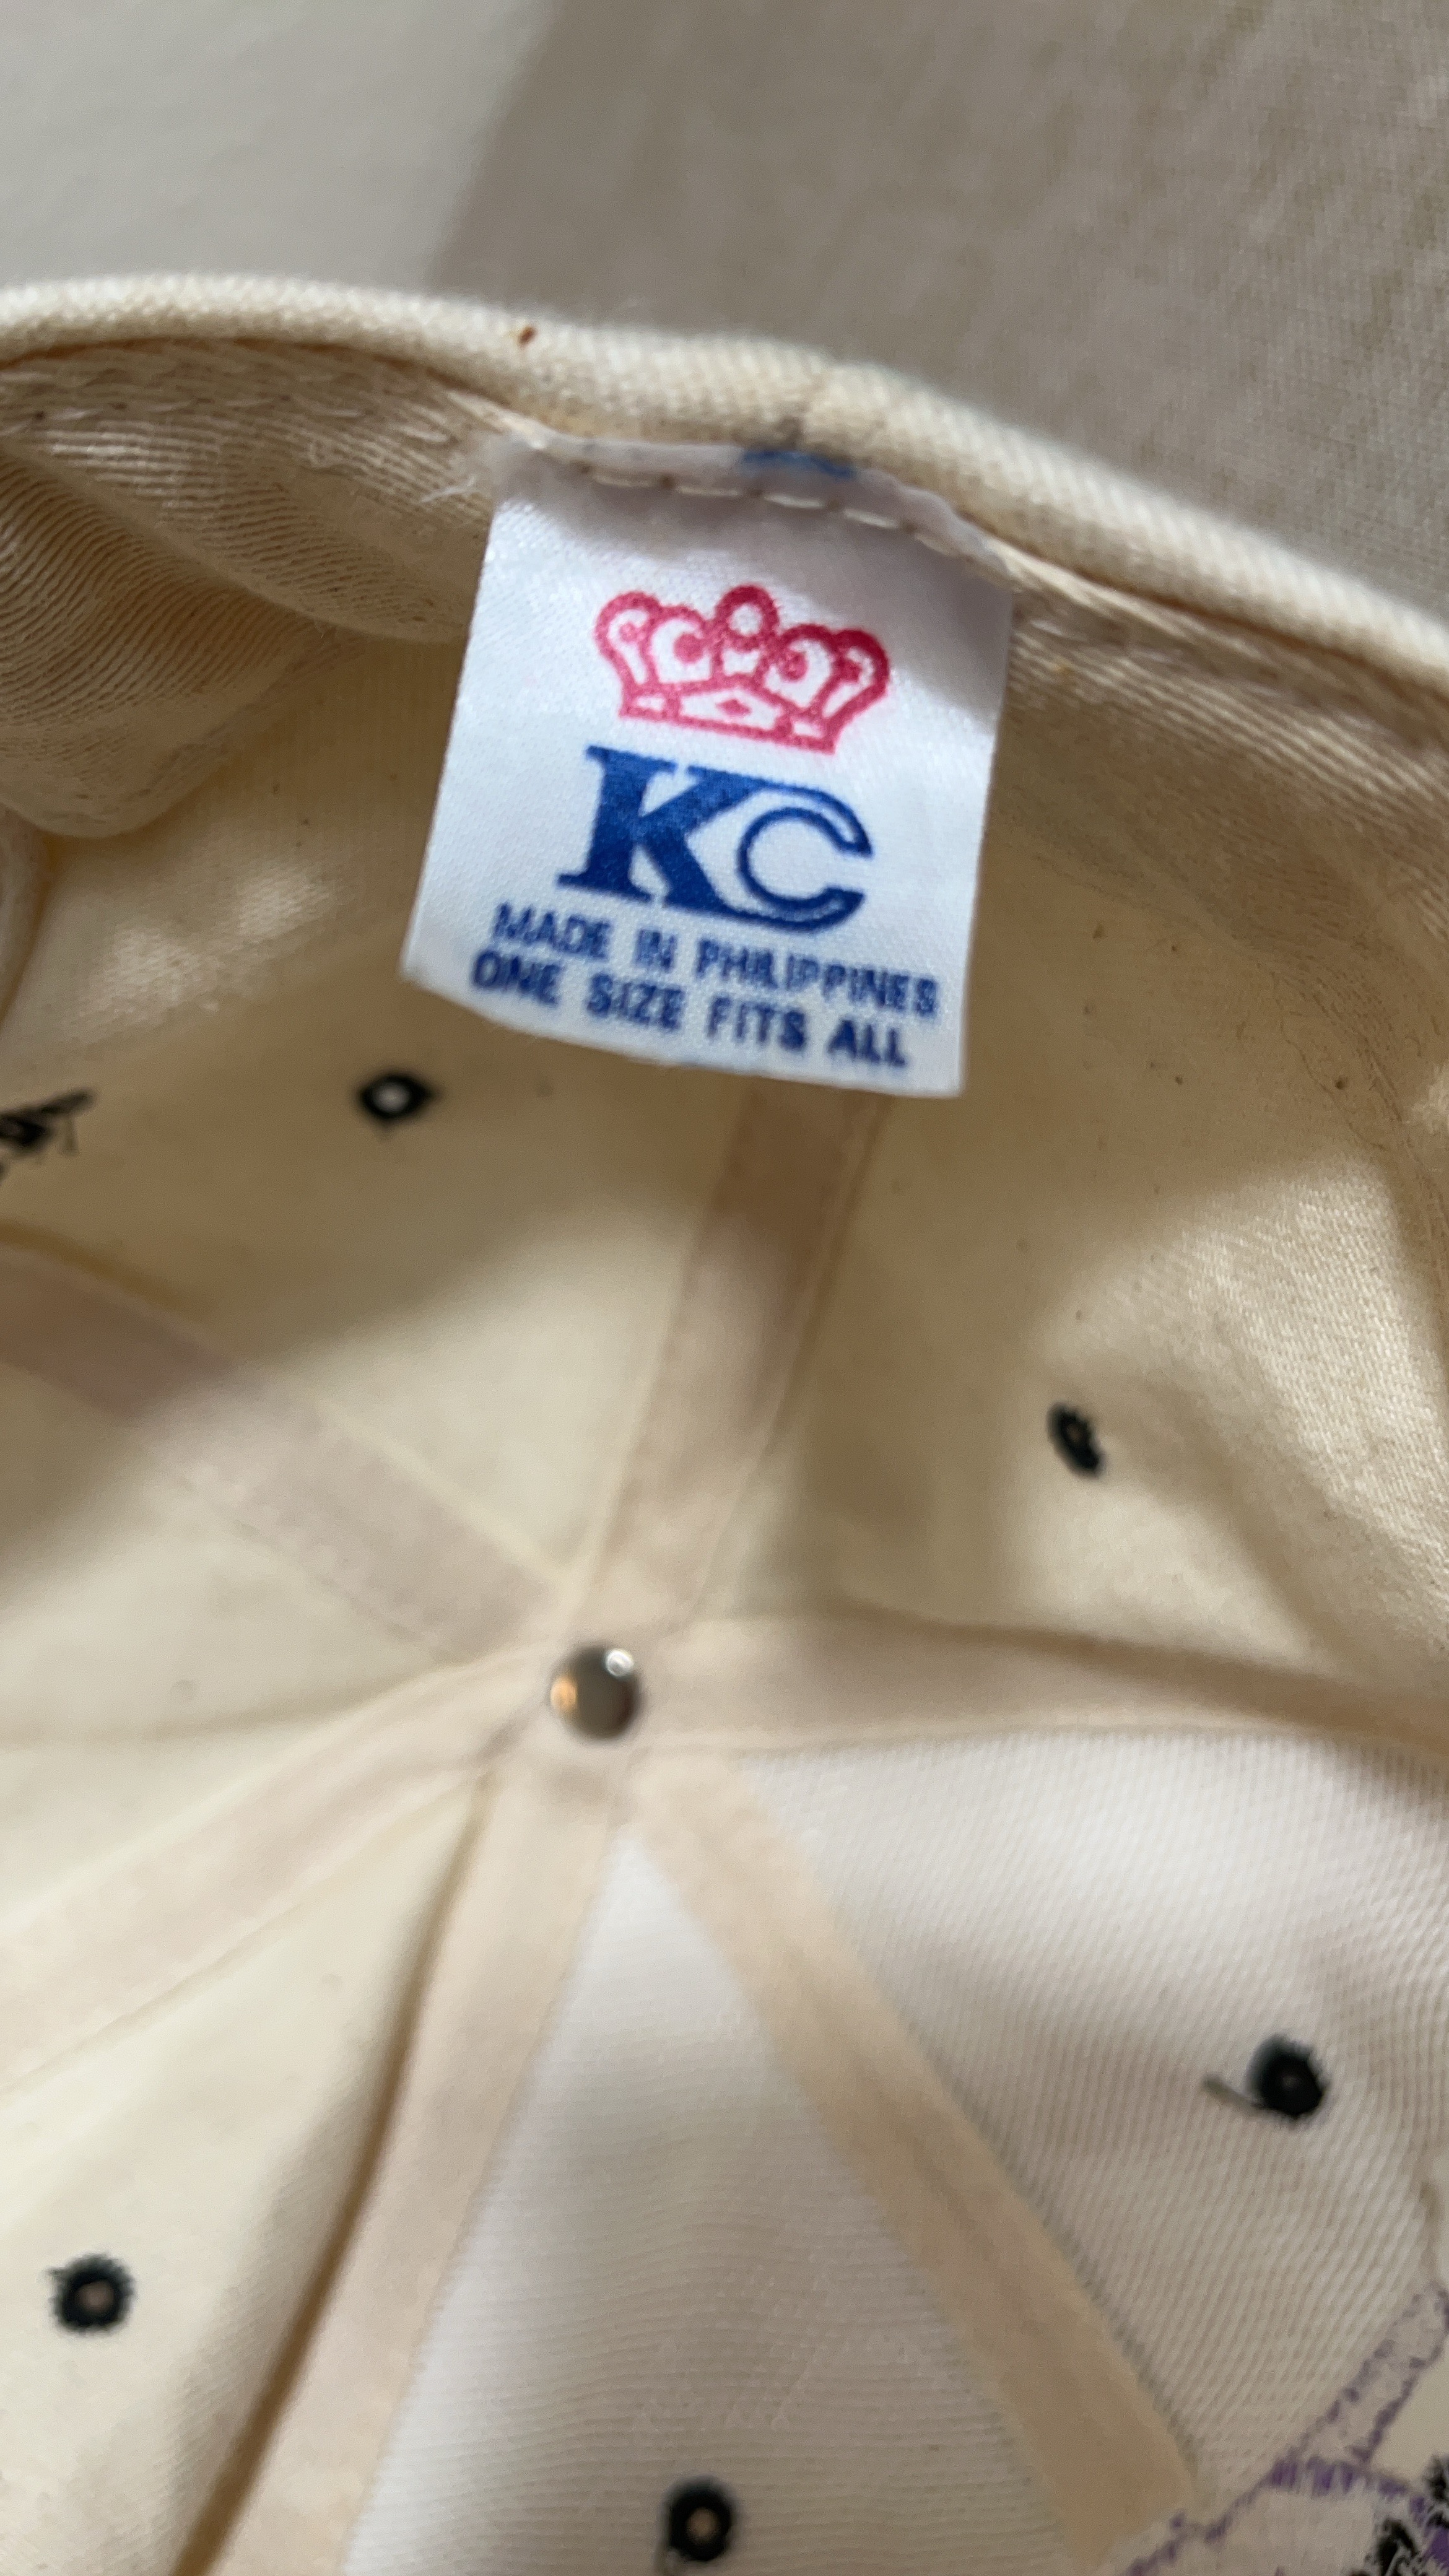 KC
MADE IN PHILIPPINES
ONE SIZE FITS ALL